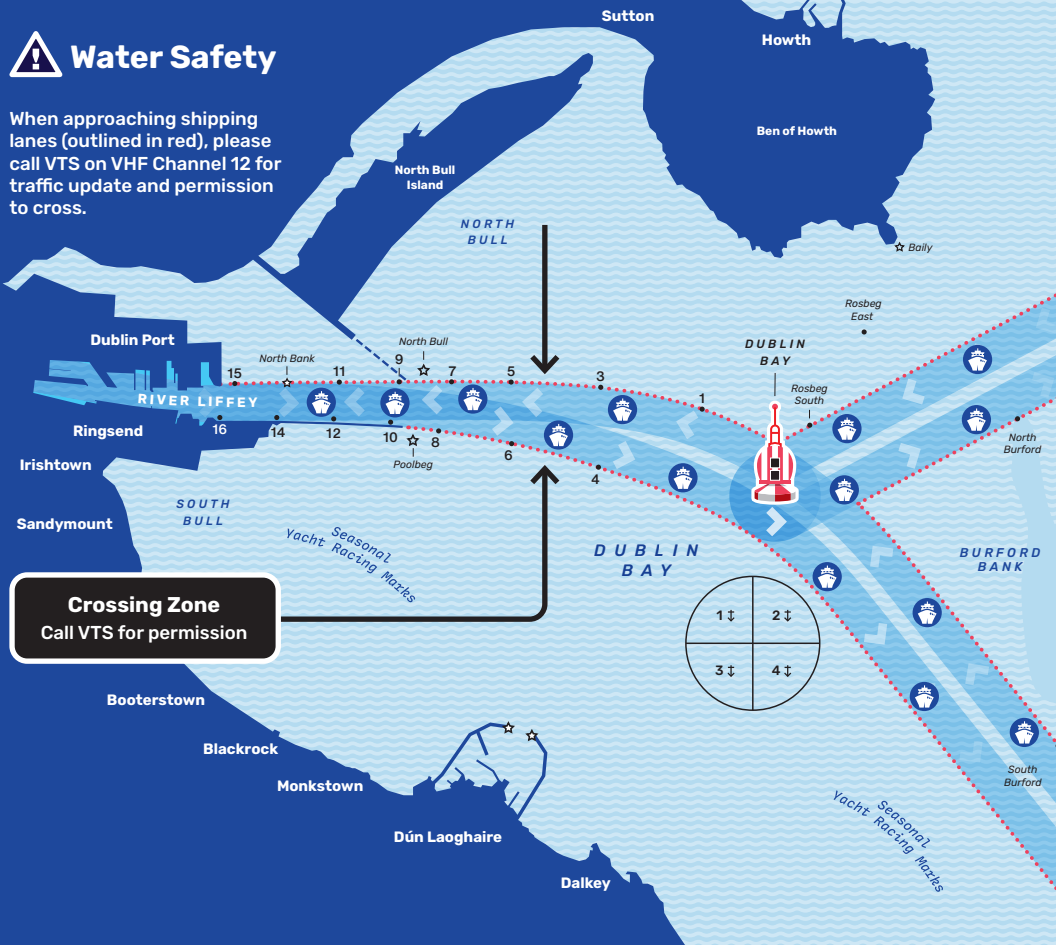 Water Safety
When approaching shipping
lanes (outlined in red), please
call VTS on VHF Channel 12 for
traffic update and permission
to cross.
Sutton
Howth
Ben of Howth
North Bull
Island
NORTH
BULL
Baily
Rosbeg
East
Dublin Port
North Bank
North Bull
DUBLIN
BAY
Rosbeg
South
15
11
9
7
5
3
1
RIVER LIFFEY
16
14
12
10
8
6
4
Ringsend
Poolbeg
North
Burford
Irishtown
SOUTH
BULL
Sandymount
Seasonal
Yacht Racing Marks
DUBLIN
BAY
BURFORD
BANK
Crossing Zone
Call VTS for permission
1
2
3
4
Booterstown
Blackrock
Monkstown
South
Burford
Seasonal
Yacht Racing Marks
Dún Laoghaire
Dalkey